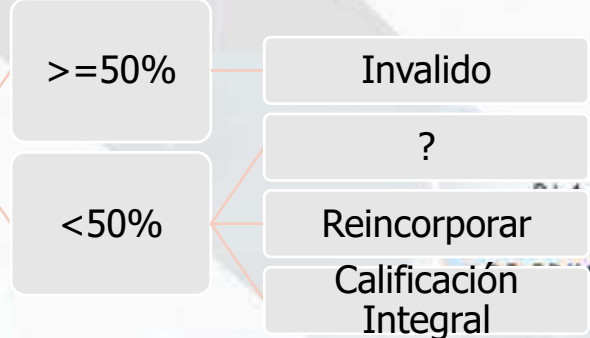 >=50%
Invalido
?
<50%
Reincorporar
Calificación
Integral